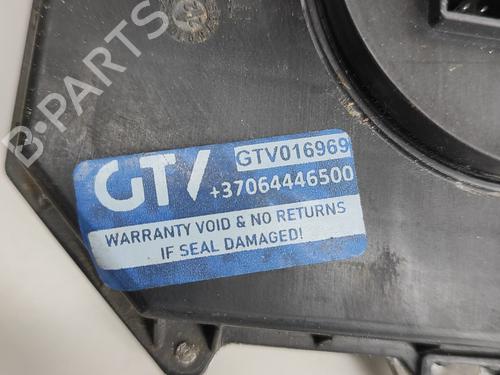 B-PARTS
GTV
GTV016969
+37064446500
WARRANTY VOID & NO RETURNS
IF SEAL DAMAGED!